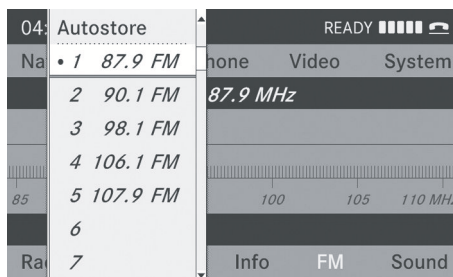 04: Autostore READY
Na • 1 87.9 FM hone Video System
2 90.1 FM 87.9 MHz
3 98.1 FM
4 106.1 FM
85 5 107.9 FM 100 105 110 MH
6
Ra 7 Info FM Sound